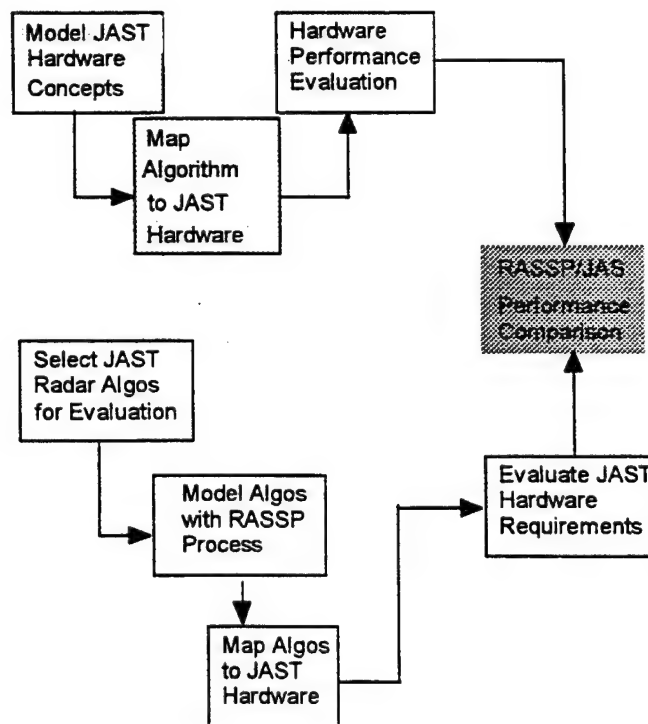 Model JAST
Hardware
Concepts
Hardware
Performance
Evaluation
Map
Algorithm
to JAST
Hardware
RASSP/JAS
Performance
Comparison
Select JAST
Radar Algos
for Evaluation
Model Algos
with RASSP
Process
Evaluate JAST
Hardware
Requirements
Map Algos
to JAST
Hardware